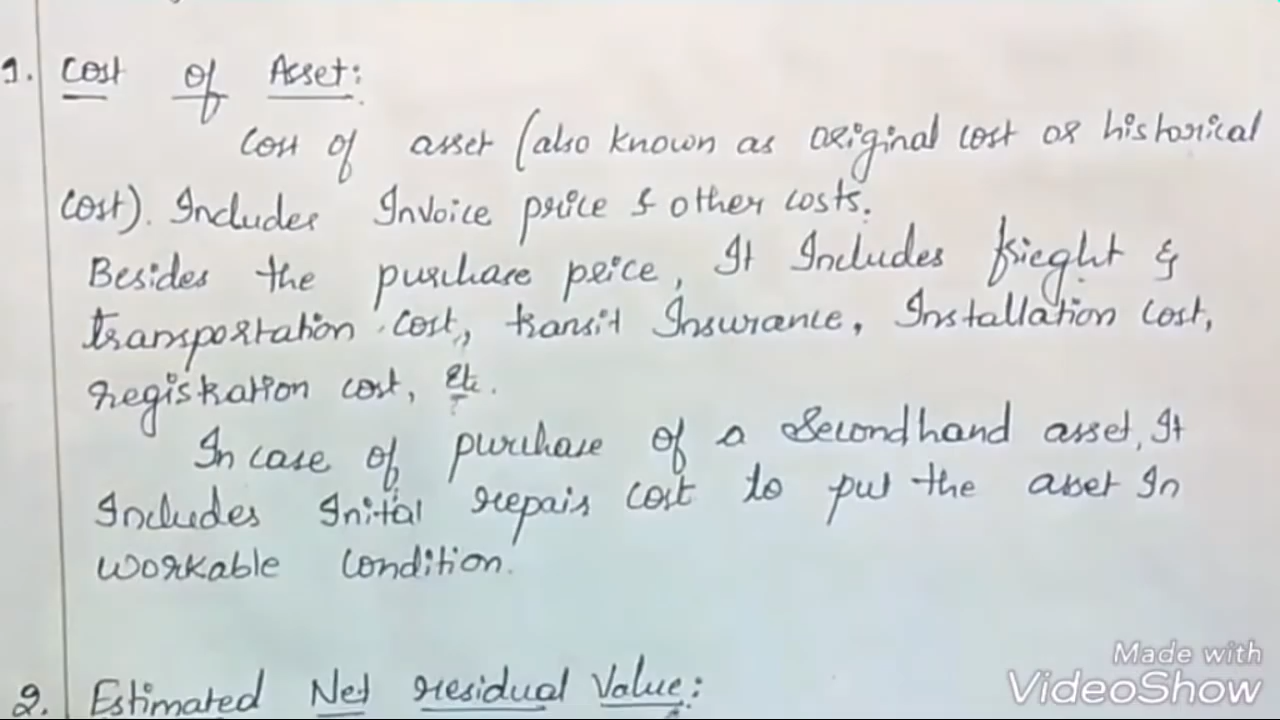 1. Cost of Asset:
Cost of asset (also known as original cost or historical
cost). Includes Invoice price & other costs.
Besides the purchase price, It Includes frieght &
transportation cost, transit Insurance, Installation cost,
registration cost, Etc.
In case of purchase of a Secondhand asset, It
Includes Inital repair cost to put the asset In
workable condition.
2. Estimated Net residual Value:
Made with
VideoShow